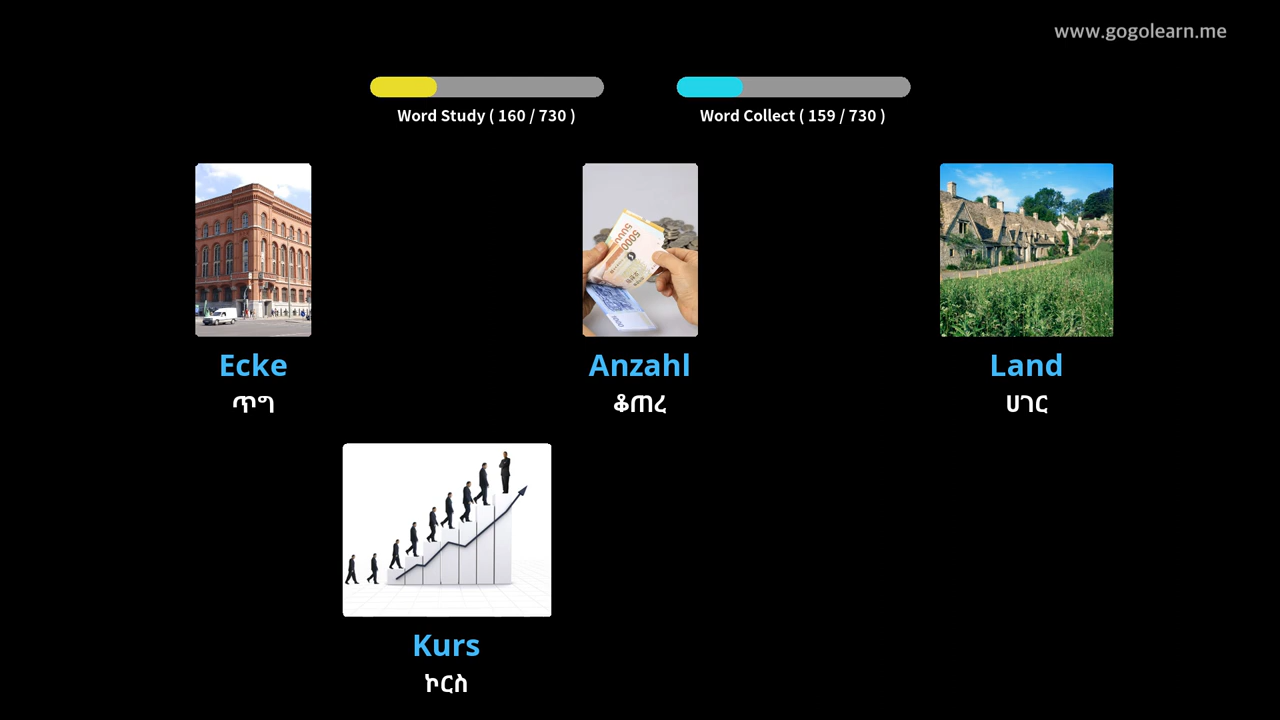 www.gogolearn.me
Word Study ( 160 / 730 )
Word Collect ( 159 / 730 )
5000
Ecke
Anzahl
Land
ጥግ
ቆጠረ
ሀገር
Kurs
ኮርስ